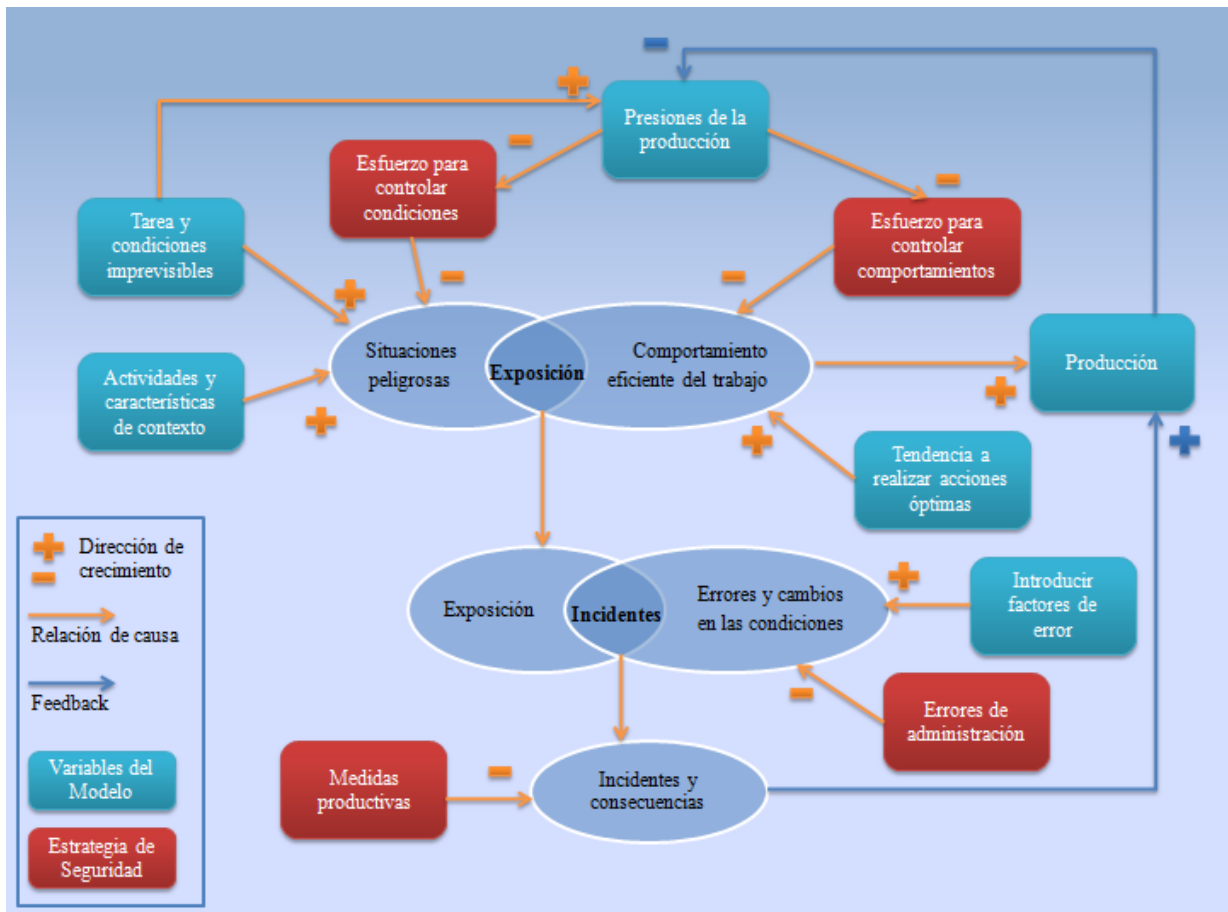 Presiones de la
producción
Esfuerzo para
controlar
condiciones
Tarea y
condiciones
imprevisibles
Esfuerzo para
controlar
comportamientos
Situaciones
peligrosas
Exposición
Comportamiento
eficiente del trabajo
Producción
Actividades y
características
de contexto
Tendencia a
realizar acciones
óptimas
Dirección de
crecimiento
Relación de causa
Feedback
Variables del
Modelo
Estrategia de
Seguridad
Exposición
Incidentes
Errores y cambios
en las condiciones
Introducir
factores de
error
Errores de
administración
Medidas
productivas
Incidentes y
consecuencias